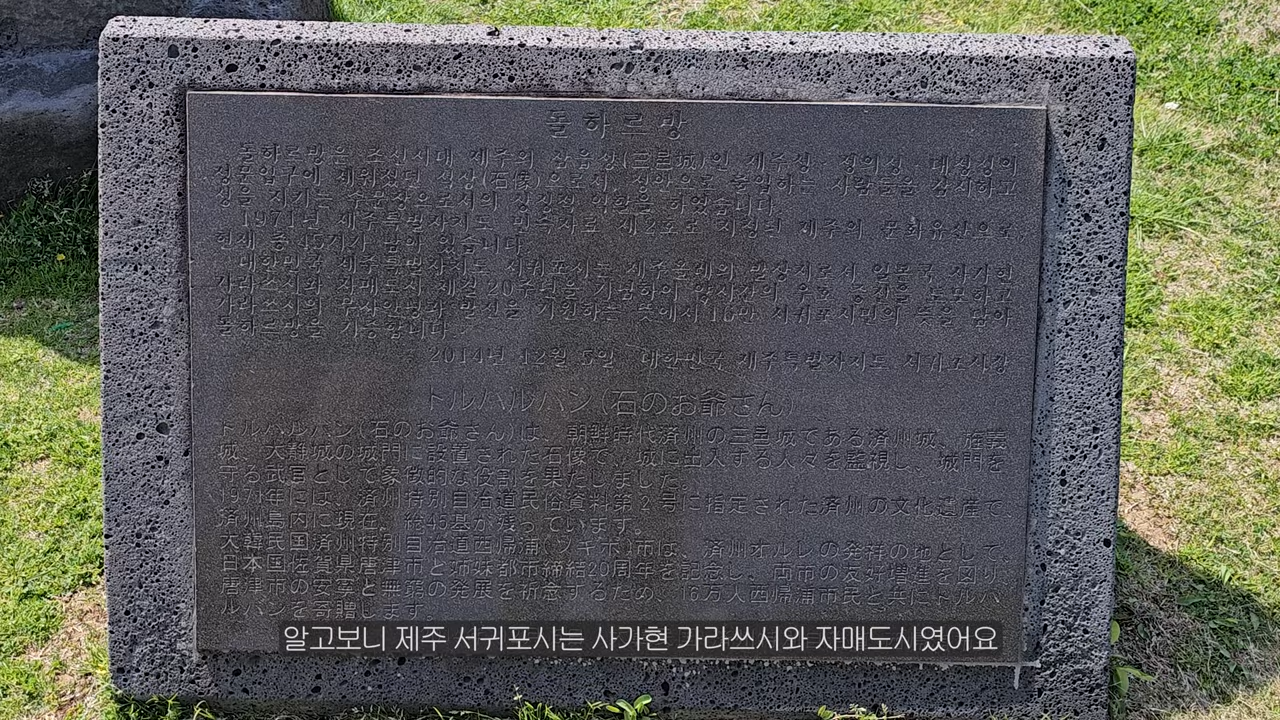 돌하르방
돌하르방은 조선시대 제주의 삼읍성(三邑城)인 제주성·정의성·대정성의
성문입구에 세워졌던 석상(石像)으로서 성안으로 출입하는 사람들을 감시하고
성을 지키는 수문장으로서의 상징적 역할을 하였습니다.
1971년 제주특별자치도 민속자료 제2호로 지정된 제주의 문화유산으로,
현재 총 45기가 남아 있습니다.
대한민국 제주특별자치도 서귀포시는 제주올레의 발상지로서 일본국 사가현
가라쓰시와 자매도시 체결 20주년을 기념하여 양시간의 우호 증진을 도모하고
가라쓰시의 무사안녕과 발전을 기원하는 뜻에서 16만 서귀포시민의 뜻을 담아
돌하르방을 기증합니다.
2014년 12월 5일 대한민국 제주특별자치도 서귀포시장
トルハルバン(石のお爺さん)
トルハルバン(石のお爺さん)は、朝鮮時代済州の三邑城である済州城、旌義
城、大静城の城門に設置された石像で、城に出入する人々を監視し、城門を
守る武官として象徴的な役割を果たしました。
1971年には、済州特別自治道民俗資料第2号に指定された済州の文化遺産で
済州島内に現在、総45基が残っています。
大韓民国済州特別自治道西帰浦(ソギポ)市は、済州オルレの発祥の地として、
日本国佐賀県唐津市と姉妹都市締結20周年を記念し、両市の友好増進を図り、
唐津市の安寧と無窮の発展を祈念するため、16万人西帰浦市民と共にトルハ
ルバンを寄贈します。
알고보니 제주 서귀포시는 사가현 가라쓰시와 자매도시였어요